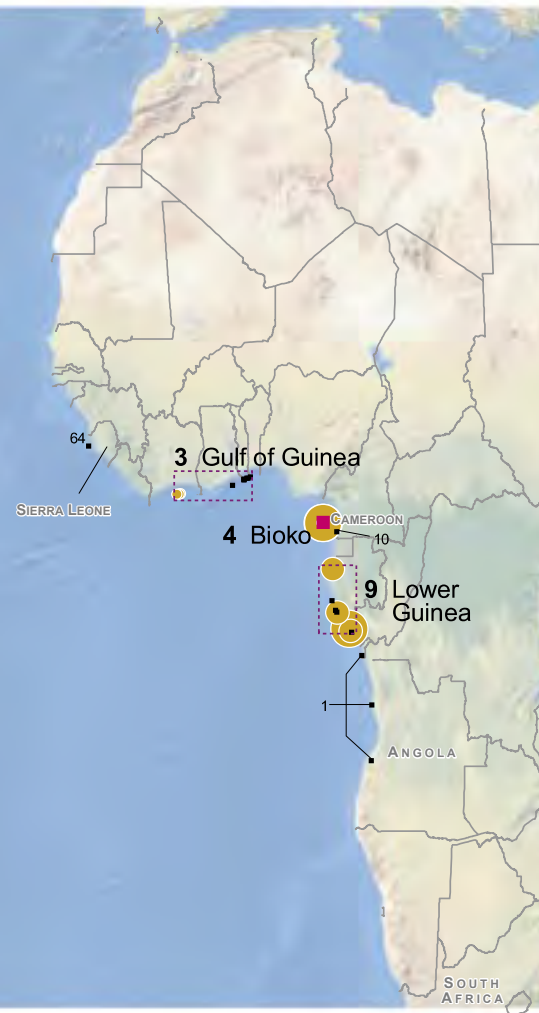 64
3 Gulf of Guinea
SIERRA LEONE
CAMEROON
4 Bioko
10
9 Lower
Guinea
1
ANGOLA
SOUTH
AFRICA